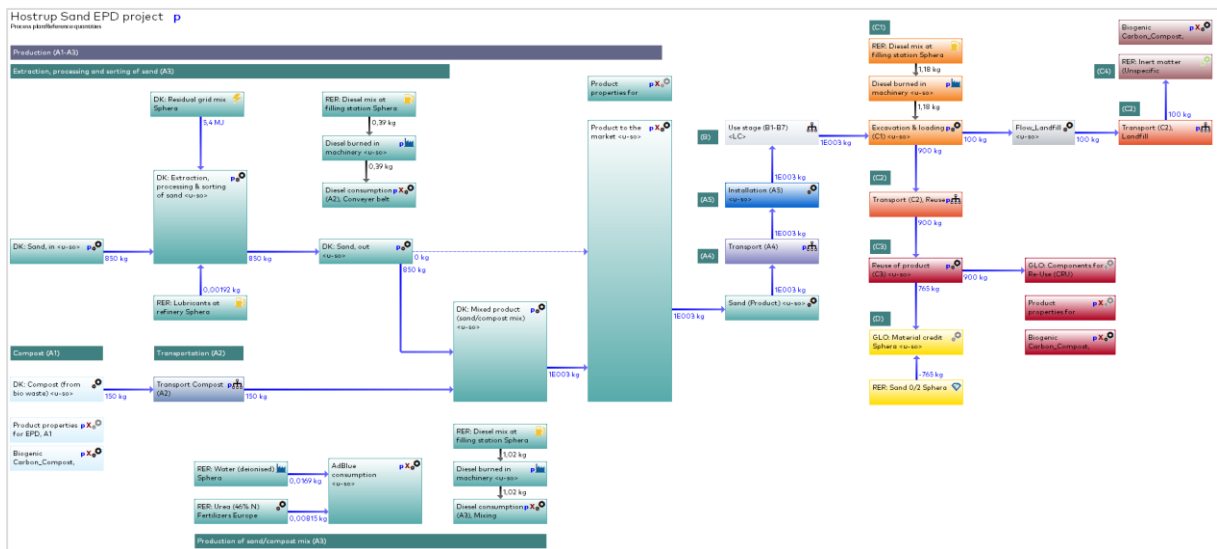 Hostrup Sand EPD project p
Process plan:Reference quantities
Production (A1-A3)
Extraction, processing and sorting of sand (A3)
DK: Residual grid mix
Sphera
5,4 MJ
RER: Diesel mix at
filling station Sphera
0,39 kg
Diesel burned in
machinery <u-so>
0,39 kg
Diesel consumption
(A2), Conveyer belt
DK: Extraction,
processing & sorting
of sand <u-so>
DK: Sand, in <u-so>
850 kg
850 kg
DK: Sand, out
<u-so>
0 kg
850 kg
0,00192 kg
RER: Lubricants at
refinery Sphera
Compost (A1)
Transportation (A2)
DK: Compost (from
bio waste) <u-so>
150 kg
Transport Compost
(A2)
150 kg
DK: Mixed product
(sand/compost mix)
<u-so>
1E003 kg
Product properties
for EPD, A1
Biogenic
Carbon_Compost,
RER: Water (deionised)
Sphera
0,0169 kg
RER: Urea (46% N)
Fertilizers Europe
0,00815 kg
AdBlue
consumption
<u-so>
RER: Diesel mix at
filling station Sphera
1,02 kg
Diesel burned in
machinery <u-so>
1,02 kg
Diesel consumption
(A3), Mixing
Production of sand/compost mix (A3)
Product
properties for
Product to the
market <u-so>
1E003 kg
Sand (Product) <u-so>
1E003 kg
(A4)
Transport (A4)
1E003 kg
(A5)
Installation (A5)
<u-so>
1E003 kg
(B)
Use stage (B1-B7)
<LC>
1E003 kg
(C1)
RER: Diesel mix at
filling station Sphera
1,18 kg
Diesel burned in
machinery <u-so>
1,18 kg
Excavation & loading
(C1) <u-so>
100 kg
900 kg
Flow_Landfill
<u-so>
100 kg
(C2)
Transport (C2),
Landfill
100 kg
(C4)
RER: Inert matter
(Unspecific
Biogenic
Carbon_Compost,
(C2)
Transport (C2), Reuse
900 kg
(C3)
Reuse of product
(C3) <u-so>
900 kg
765 kg
GLO: Components for
Re-Use (CRU)
Product
properties for
Biogenic
Carbon_Compost,
(D)
GLO: Material credit
Sphera <u-so>
-765 kg
RER: Sand 0/2 Sphera